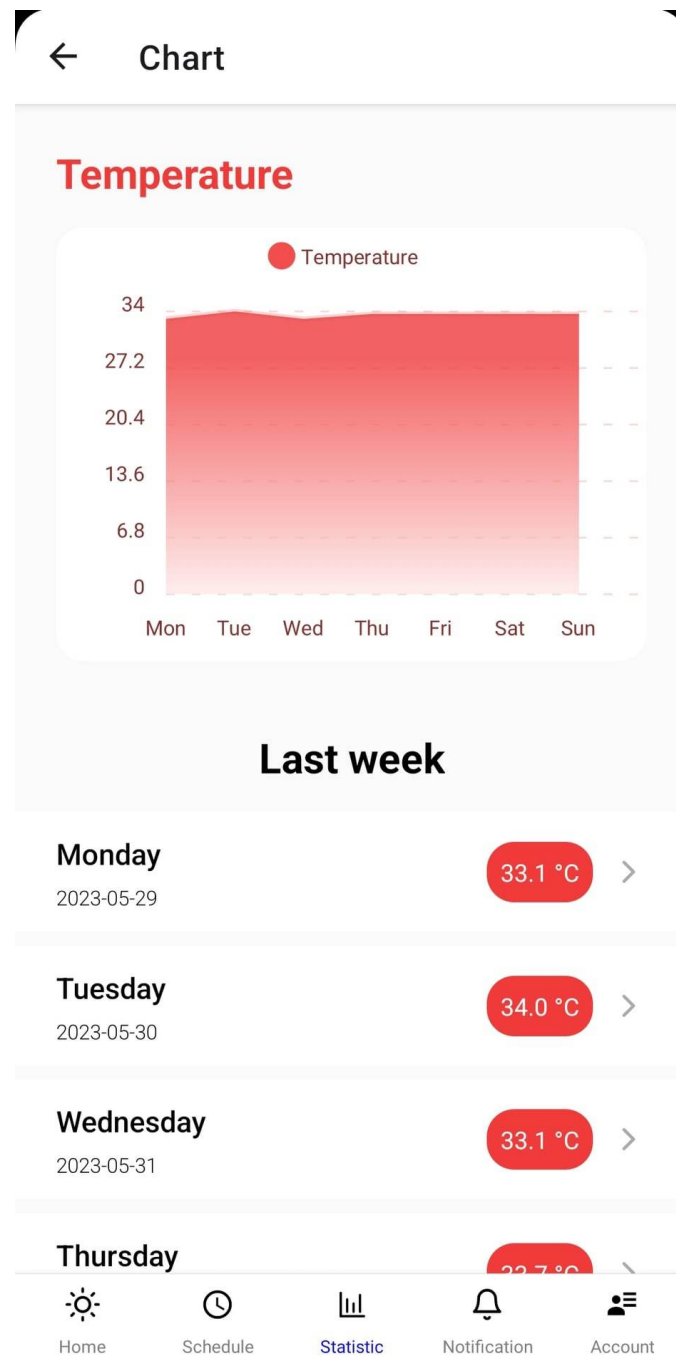 Chart
Temperature
Temperature
34
27.2
20.4
13.6
6.8
0
Mon Tue Wed Thu Fri Sat Sun
Last week
Monday
33.1 °C
2023-05-29
Tuesday
34.0 °C
2023-05-30
Wednesday
33.1 °C
2023-05-31
Thursday
Home Schedule Statistic Notification Account